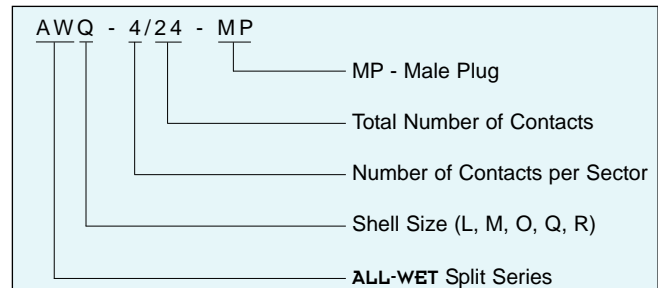 AWQ - 4/24 - MP
MP - Male Plug
Total Number of Contacts
Number of Contacts per Sector
Shell Size (L, M, O, Q, R)
ALL-WET Split Series